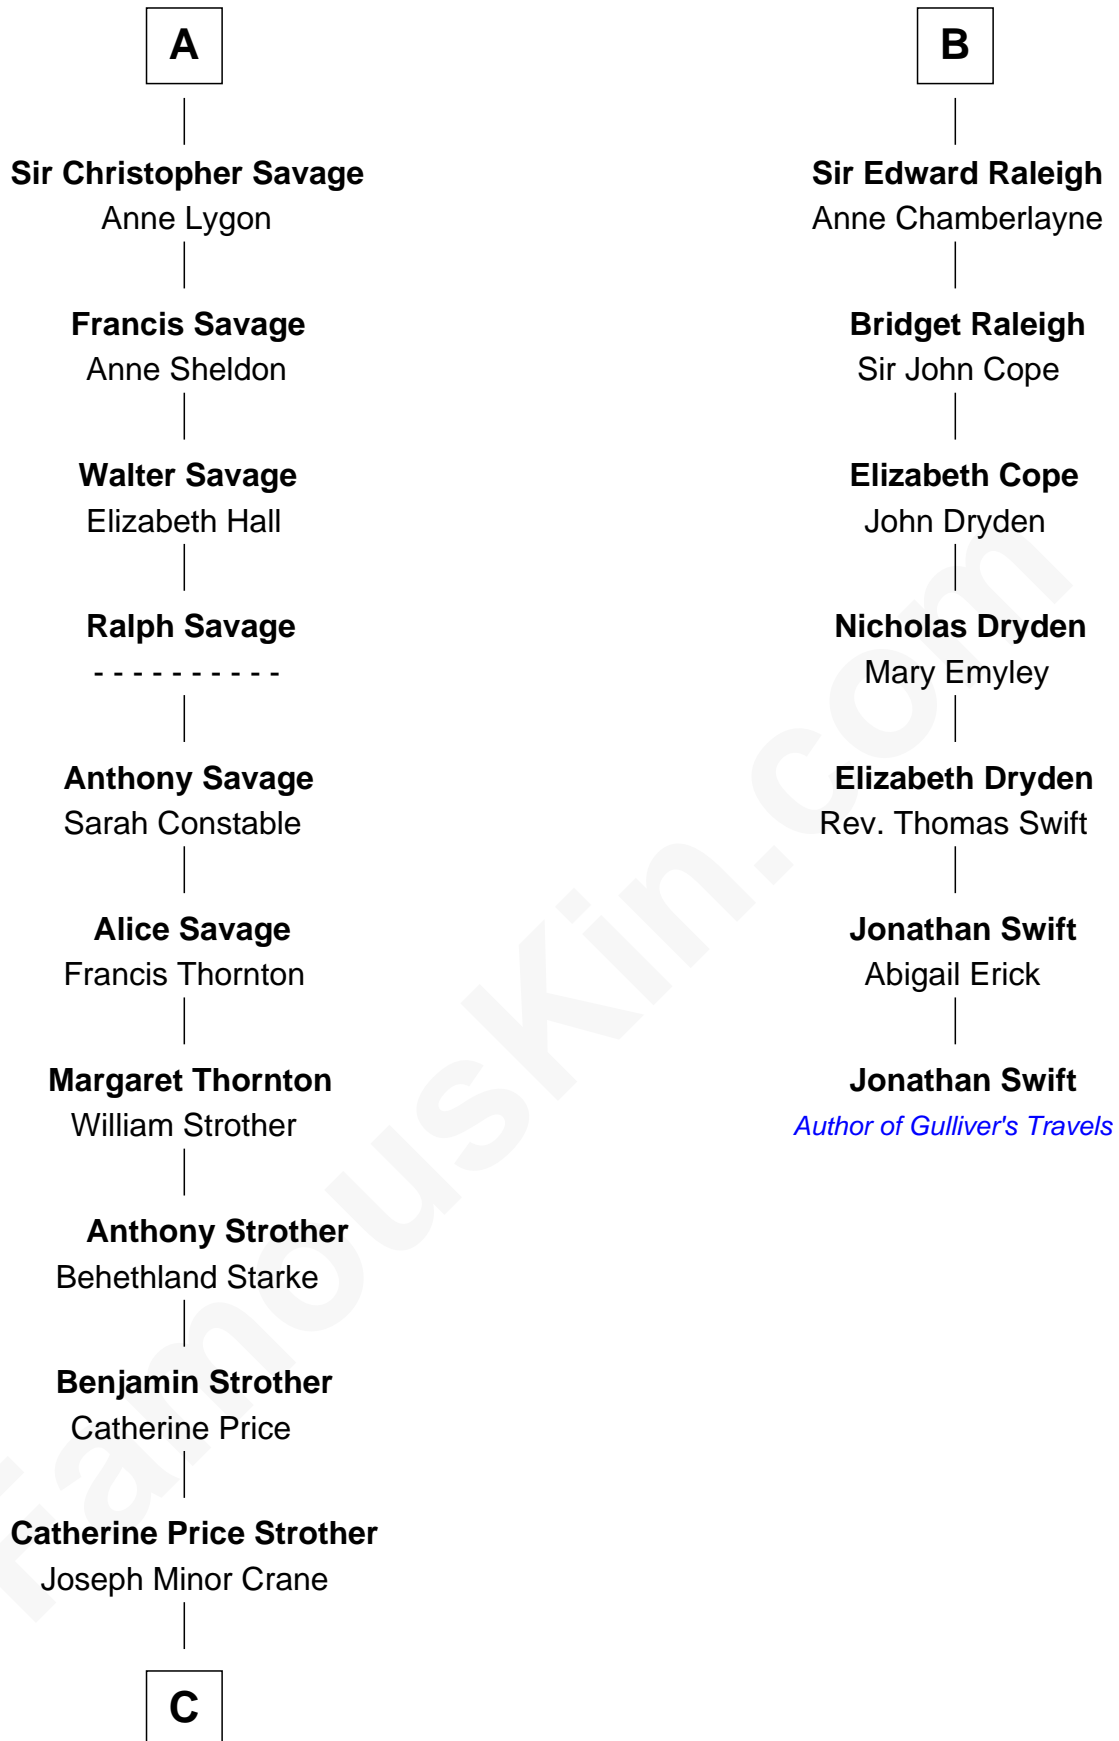 A
Sir Christopher Savage
Anne Lygon
Francis Savage
Anne Sheldon
Walter Savage
Elizabeth Hall
Ralph Savage
- - - - - - - - - -
Anthony Savage
Sarah Constable
Alice Savage
Francis Thornton
Margaret Thornton
William Strother
Anthony Strother
Behethland Starke
Benjamin Strother
Catherine Price
Catherine Price Strother
Joseph Minor Crane
C
B
Sir Edward Raleigh
Anne Chamberlayne
Bridget Raleigh
Sir John Cope
Elizabeth Cope
John Dryden
Nicholas Dryden
Mary Emyley
Elizabeth Dryden
Rev. Thomas Swift
Jonathan Swift
Abigail Erick
Jonathan Swift
Author of Gulliver's Travels
FamousKin.com